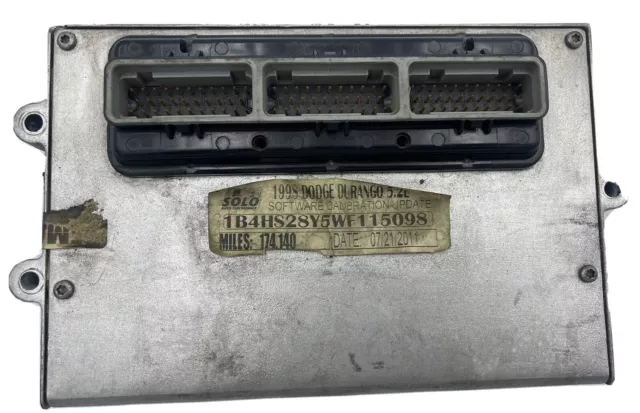 1998 DODGE DURANGO 5.2L
SOLO
SOFTWARE CALIBRATION UPDATE
1B4HS28Y5WF115098
MILES: 174,140 DATE: 07/21/2011